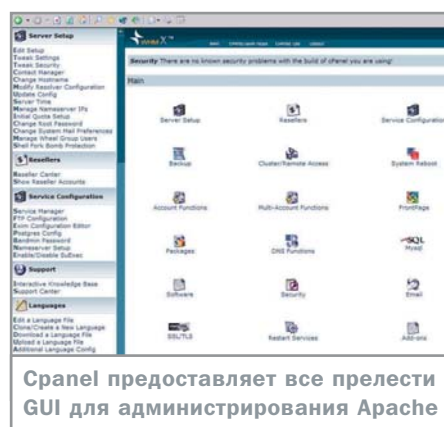 Server Setup
Edit Setup
Tweak Settings
Tweak Security
Contact Manager
Change Hostname
Modify Resolver Configuration
Update Config
Server Time
Manage Nameserver IPs
Initial Quota Setup
Change Root Password
Change System Mail Preferences
Manage Wheel Group Users
Shell Fork Bomb Protection
Resellers
Reseller Center
Show Reseller Accounts
Service Configuration
Service Manager
FTP Configuration
Exim Configuration Editor
Postgres Config
Bandmin Password
Nameserver Setup
Enable/Disable SuExec
Support
Interactive Knowledge Base
Support Center
Languages
Edit a Language File
Clone/Create a New Language
Download a Language File
Upload a Language File
Additional Language Config
Security There are no known security problems with the build of cPanel you are using!
Main
Server Setup
Resellers
Service Configuration
Backup
Cluster/Remote Access
System Reboot
Account Functions
Multi-Account Functions
FrontPage
Packages
DNS Functions
SQL
Mysql
Software
Security
Email
SSL/TLS
Restart Services
Add-ons
Cpanel предоставляет все прелести
GUI для администрирования Apache